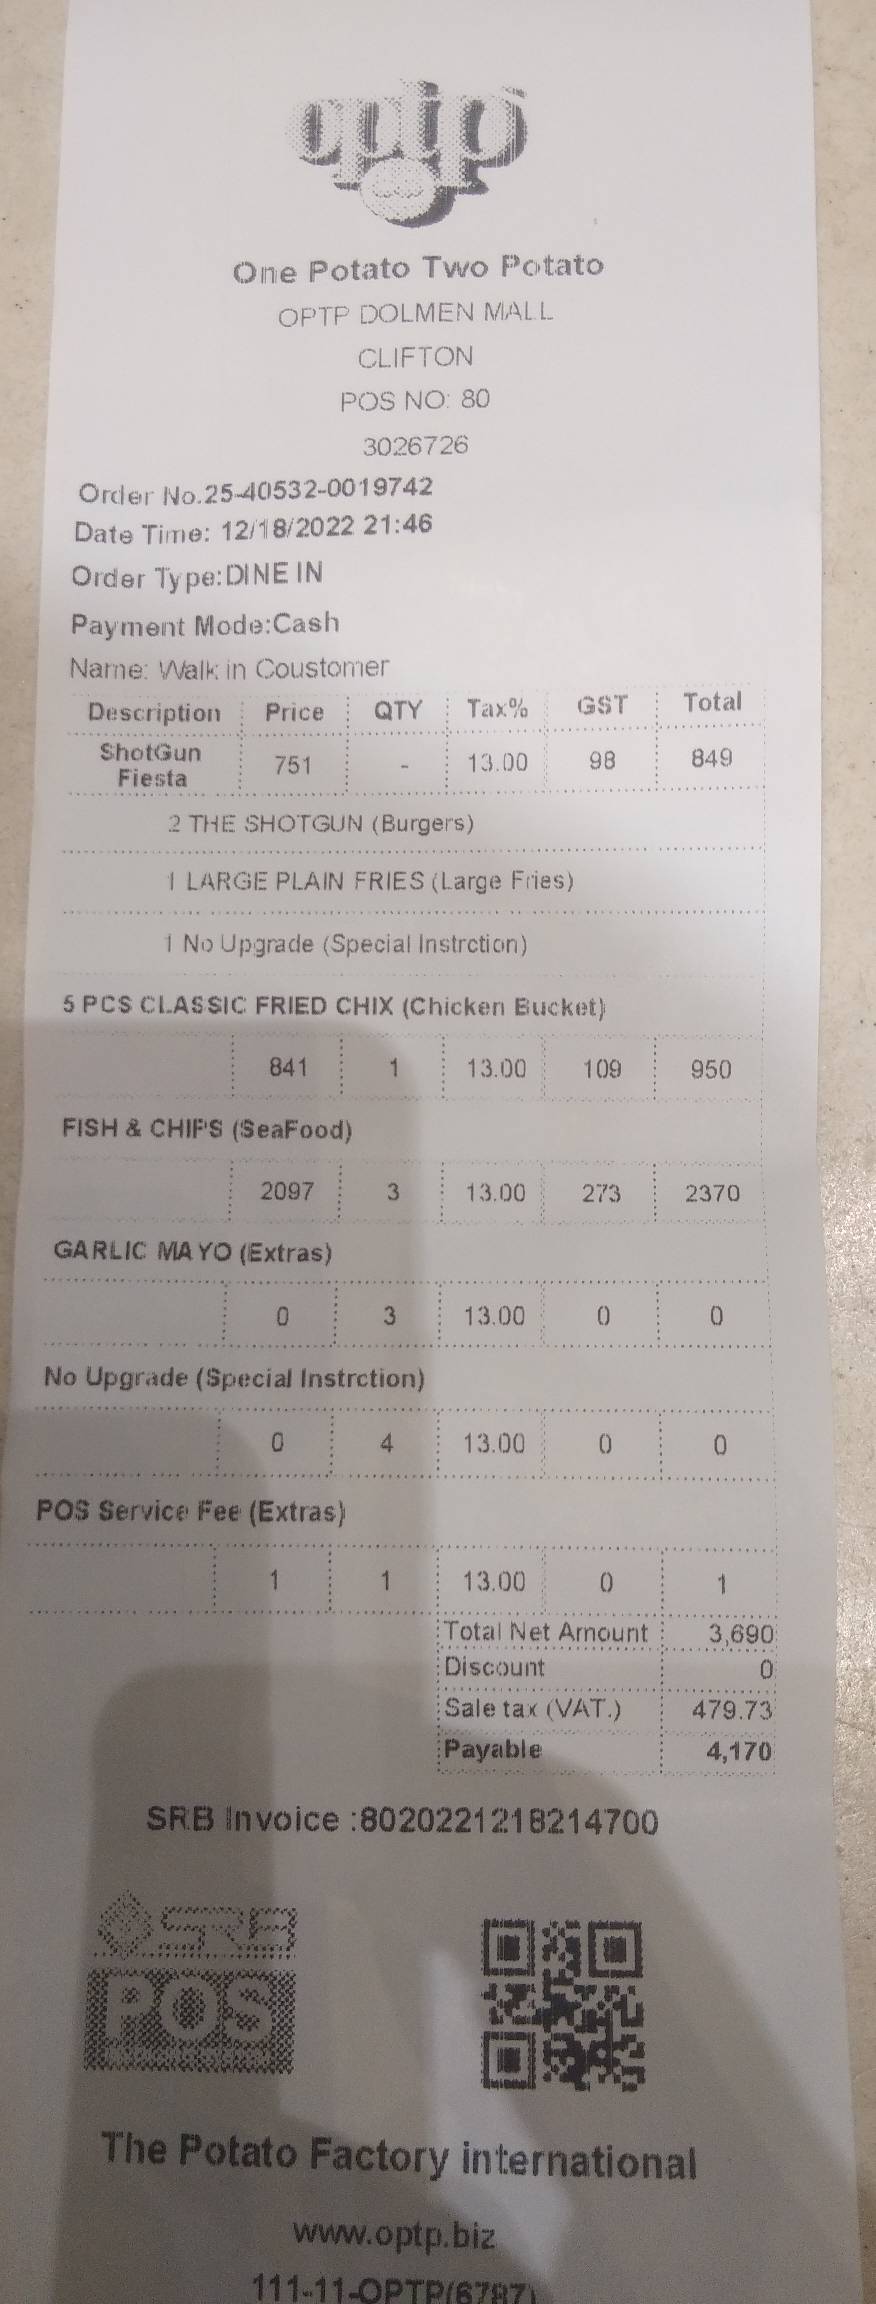 optp
One Potato Two Potato
OPTP DOLMEN MALL
CLIFTON
POS NO: 80
3026726
Order No.25-40532-0019742
Date Time: 12/18/2022 21:46
Order Type:DINE IN
Payment Mode:Cash
Name: Walk in Coustomer
Description Price QTY Tax% GST Total
ShotGun
Fiesta 751 - 13.00 98 849
2 THE SHOTGUN (Burgers)
1 LARGE PLAIN FRIES (Large Fries)
1 No Upgrade (Special Instrction)
5 PCS CLASSIC FRIED CHIX (Chicken Bucket)
841 1 13.00 109 950
FISH & CHIPS (SeaFood)
2097 3 13.00 273 2370
GARLIC MAYO (Extras)
0 3 13.00 0 0
No Upgrade (Special Instrction)
0 4 13.00 0 0
POS Service Fee (Extras)
1 1 13.00 0 1
Total Net Amount 3,690
Discount 0
Sale tax (VAT.) 479.73
Payable 4,170
SRB Invoice :8020221218214700
SRB
POS
The Potato Factory international
www.optp.biz
111-11-OPTP(6787)